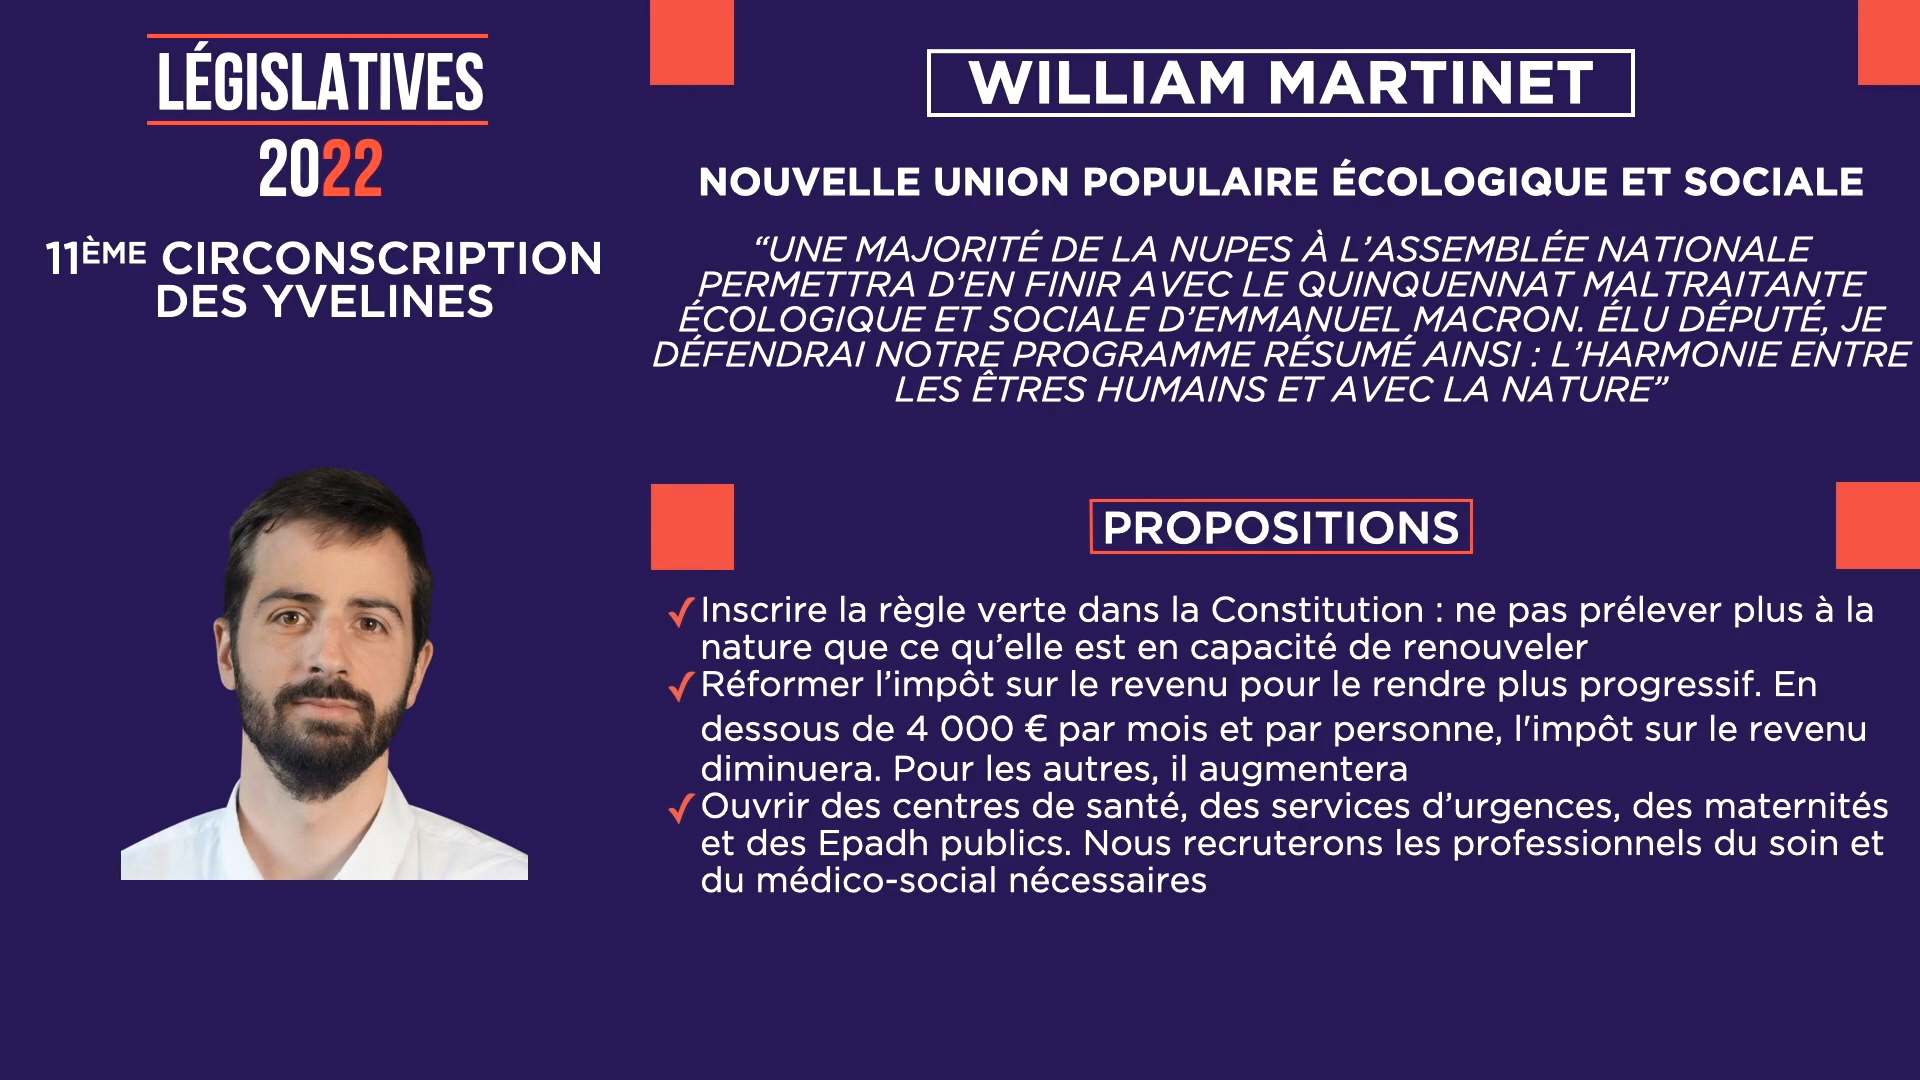 LÉGISLATIVES
2022
11ÈME CIRCONSCRIPTION
DES YVELINES
WILLIAM MARTINET
NOUVELLE UNION POPULAIRE ÉCOLOGIQUE ET SOCIALE
“UNE MAJORITÉ DE LA NUPES À L’ASSEMBLÉE NATIONALE
PERMETTRA D’EN FINIR AVEC LE QUINQUENNAT MALTRAITANTE
ÉCOLOGIQUE ET SOCIALE D’EMMANUEL MACRON. ÉLU DÉPUTÉ, JE
DÉFENDRAI NOTRE PROGRAMME RÉSUMÉ AINSI : L’HARMONIE ENTRE
LES ÊTRES HUMAINS ET AVEC LA NATURE”
PROPOSITIONS
✓Inscrire la règle verte dans la Constitution : ne pas prélever plus à la
nature que ce qu’elle est en capacité de renouveler
✓Réformer l’impôt sur le revenu pour le rendre plus progressif. En
dessous de 4 000 € par mois et par personne, l'impôt sur le revenu
diminuera. Pour les autres, il augmentera
✓Ouvrir des centres de santé, des services d’urgences, des maternités
et des Epadh publics. Nous recruterons les professionnels du soin et
du médico-social nécessaires